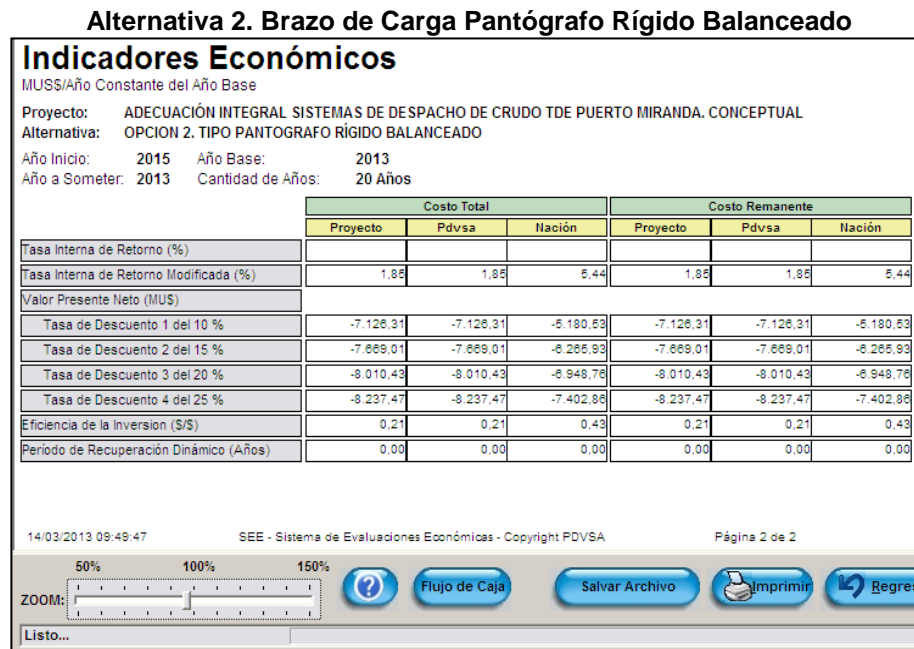 Alternativa 2. Brazo de Carga Pantógrafo Rígido Balanceado
Indicadores Económicos
MUS$/Año Constante del Año Base
Proyecto: ADECUACIÓN INTEGRAL SISTEMAS DE DESPACHO DE CRUDO TDE PUERTO MIRANDA. CONCEPTUAL
Alternativa: OPCION 2. TIPO PANTOGRAFO RÍGIDO BALANCEADO
Año Inicio: 2015 Año Base: 2013
Año a Someter: 2013 Cantidad de Años: 20 Años
Costo Total Costo Remanente
Proyecto Pdvsa Nación Proyecto Pdvsa Nación
Tasa Interna de Retorno (%)
Tasa Interna de Retorno Modificada (%) 1,85 1,85 5,44 1,85 1,85 5,44
Valor Presente Neto (MU$)
Tasa de Descuento 1 del 10 % -7.126,31 -7.126,31 -5.180,53 -7.126,31 -7.126,31 -5.180,53
Tasa de Descuento 2 del 15 % -7.669,01 -7.669,01 -6.265,93 -7.669,01 -7.669,01 -6.265,93
Tasa de Descuento 3 del 20 % -8.010,43 -8.010,43 -6.948,76 -8.010,43 -8.010,43 -6.948,76
Tasa de Descuento 4 del 25 % -8.237,47 -8.237,47 -7.402,86 -8.237,47 -8.237,47 -7.402,86
Eficiencia de la Inversion ($/$) 0,21 0,21 0,43 0,21 0,21 0,43
Período de Recuperación Dinámico (Años) 0,00 0,00 0,00 0,00 0,00 0,00
14/03/2013 09:49:47 SEE - Sistema de Evaluaciones Económicas - Copyright PDVSA Página 2 de 2
50% 100% 150%
ZOOM: ? Flujo de Caja Salvar Archivo Imprimir Regre
Listo...